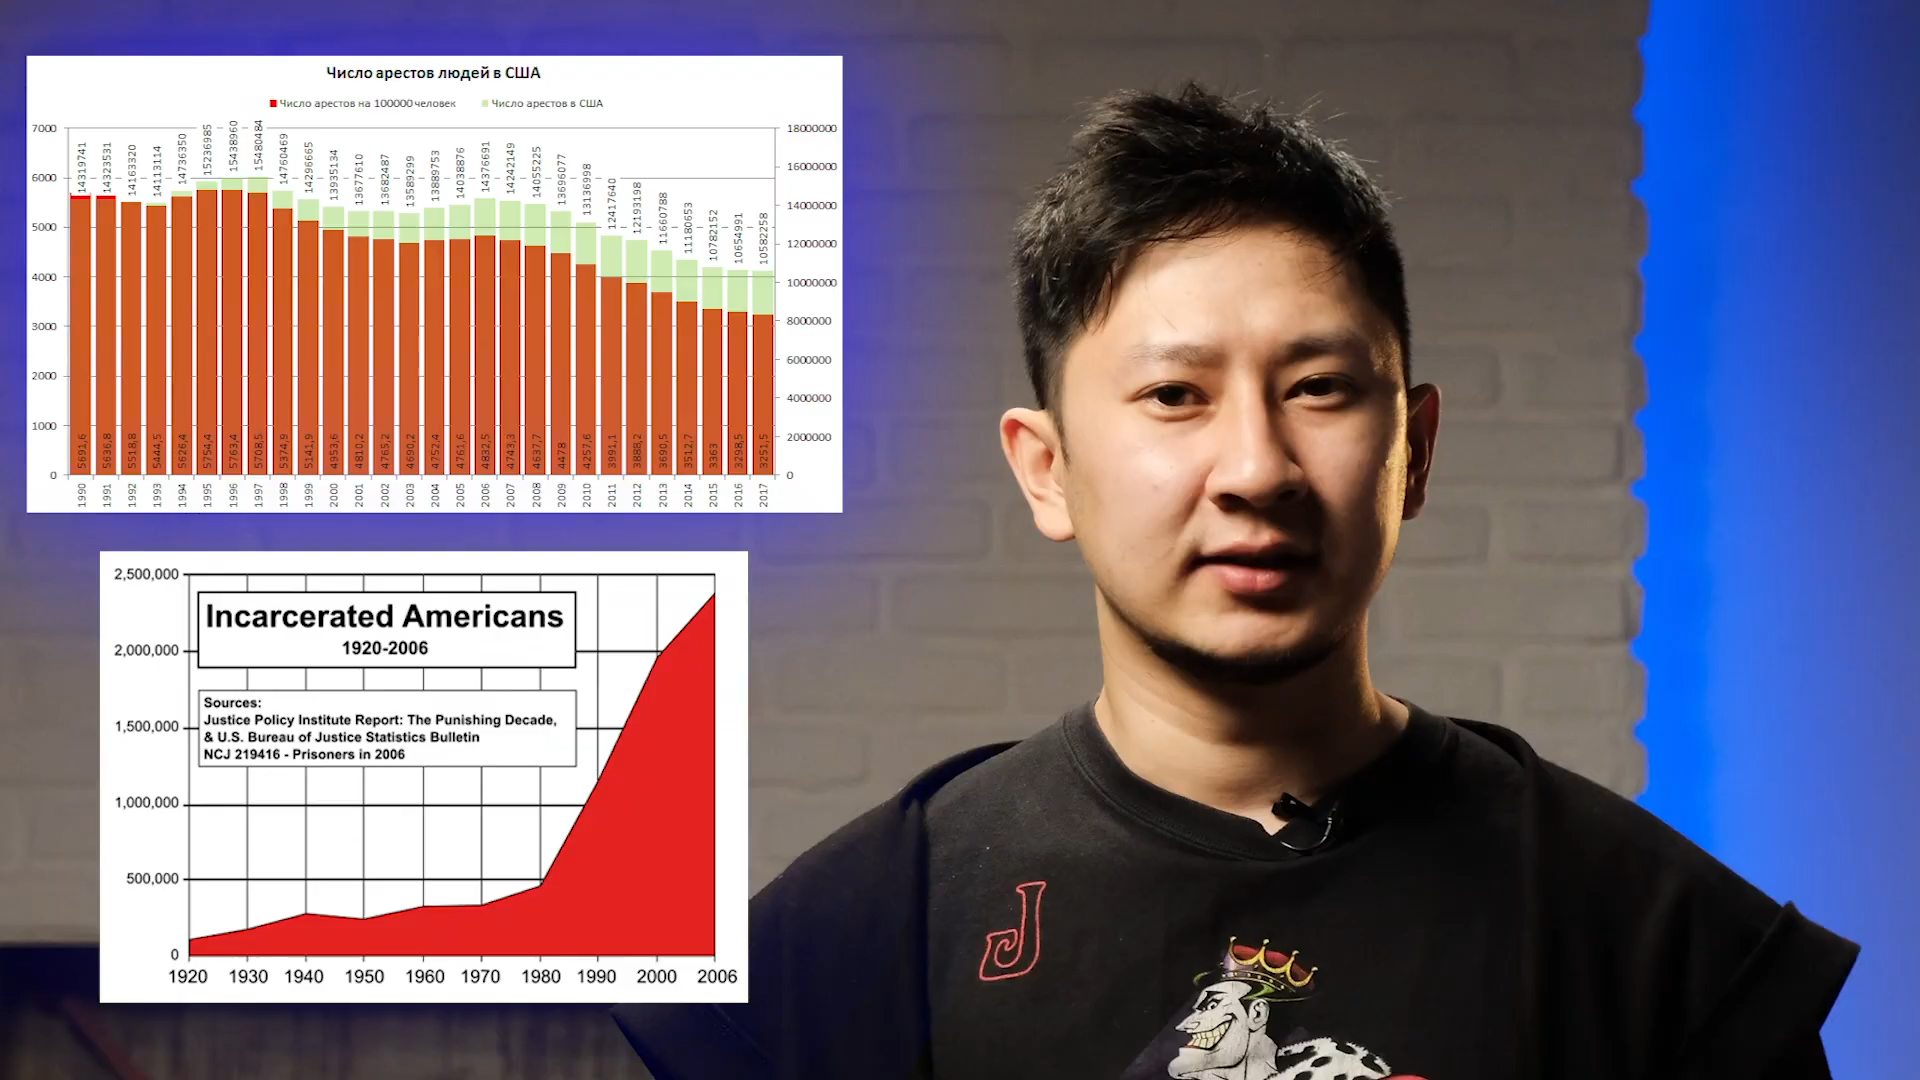 Число арестов людей в США
Число арестов на 100000 человек Число арестов в США
7000
6000
5000
4000
3000
2000
1000
0
14319741 14323531 14163320 14113114 14736350 15236985 15438960 15480484 14760469 14296665 13935134 13677610 13682487 13589299 13889753 14038876 14376691 14242149 14055225 13696077 13136998 12417640 12193198 11660788 11180653 10782152 10654991 10582258
5691,6 5636,8 5518,8 5444,5 5626,4 5754,4 5763,4 5708,5 5374,9 5141,9 4953,6 4810,2 4765,2 4690,2 4752,4 4761,6 4832,5 4743,3 4637,7 4478 4257,6 3991,1 3888,2 3690,5 3512,7 3363 3298,5 3251,5
18000000
16000000
14000000
12000000
10000000
8000000
6000000
4000000
2000000
0
1990 1991 1992 1993 1994 1995 1996 1997 1998 1999 2000 2001 2002 2003 2004 2005 2006 2007 2008 2009 2010 2011 2012 2013 2014 2015 2016 2017
2,500,000
2,000,000
1,500,000
1,000,000
500,000
0
Incarcerated Americans
1920-2006
Sources:
Justice Policy Institute Report: The Punishing Decade,
& U.S. Bureau of Justice Statistics Bulletin
NCJ 219416 - Prisoners in 2006
1920 1930 1940 1950 1960 1970 1980 1990 2000 2006
J